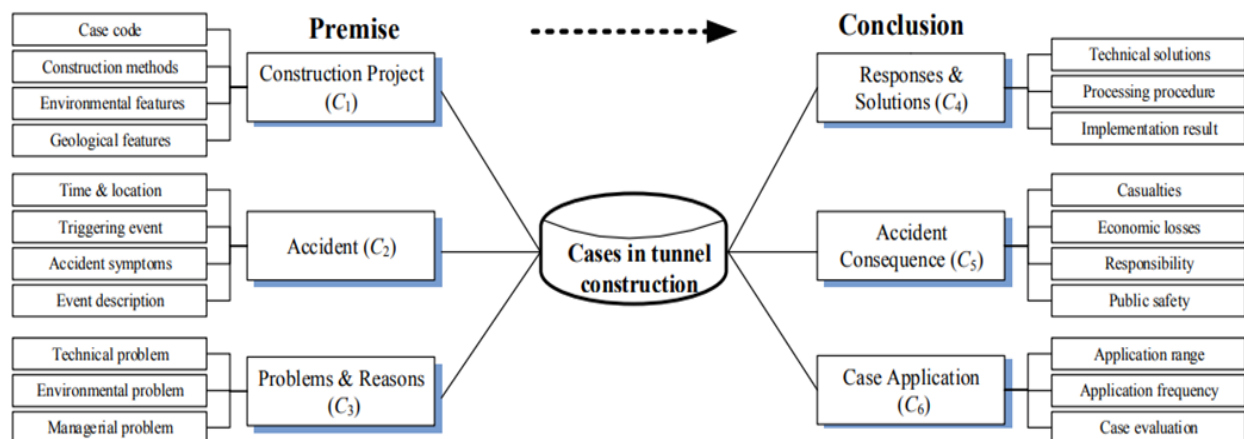 Premise
Conclusion
Case code
Construction methods
Environmental features
Geological features
Construction Project
(C₁)
Time & location
Triggering event
Accident symptoms
Event description
Accident (C₂)
Technical problem
Environmental problem
Managerial problem
Problems & Reasons
(C₃)
Cases in tunnel
construction
Responses &
Solutions (C₄)
Technical solutions
Processing procedure
Implementation result
Accident
Consequence (C₅)
Casualties
Economic losses
Responsibility
Public safety
Case Application
(C₆)
Application range
Application frequency
Case evaluation